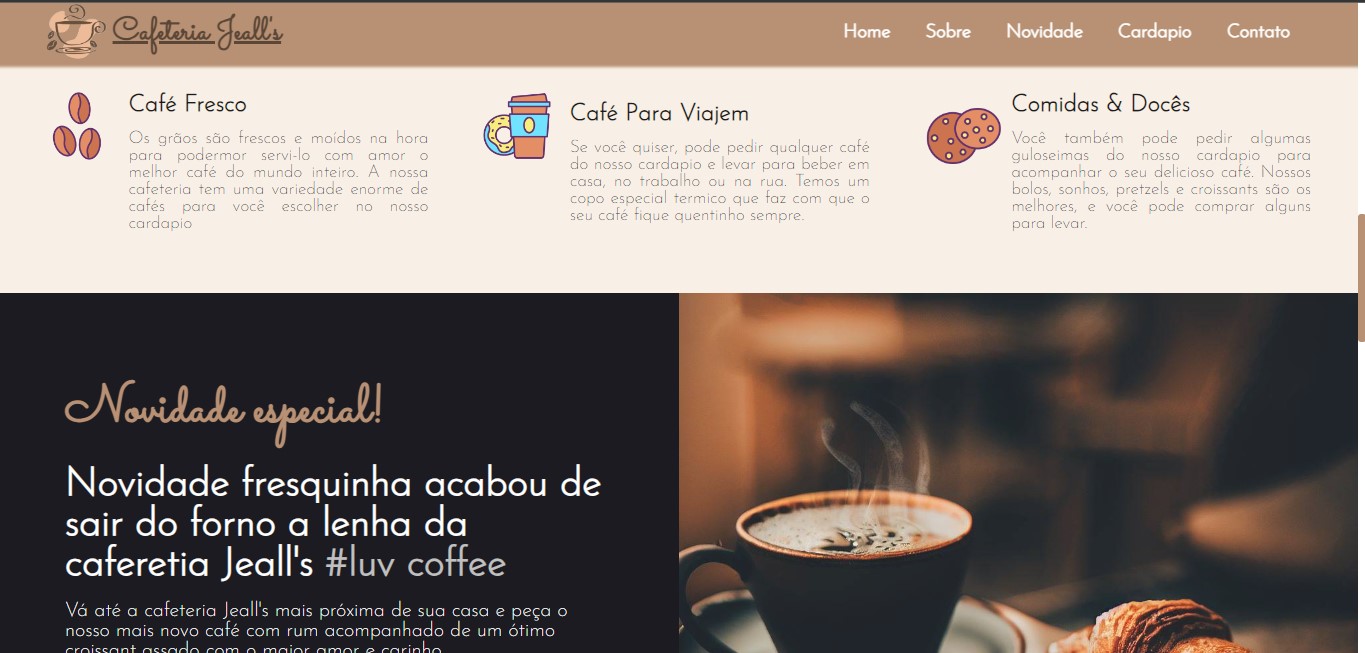 Cafeteria Jeall's
Home Sobre Novidade Cardapio Contato
Café Fresco
Os grãos são frescos e moídos na hora
para podermor servi-lo com amor o
melhor café do mundo inteiro. A nossa
cafeteria tem uma variedade enorme de
cafés para você escolher no nosso
cardapio
Café Para Viajem
Se você quiser, pode pedir qualquer café
do nosso cardapio e levar para beber em
casa, no trabalho ou na rua. Temos um
copo especial termico que faz com que o
seu café fique quentinho sempre.
Comidas & Docês
Você também pode pedir algumas
guloseimas do nosso cardapio para
acompanhar o seu delicioso café. Nossos
bolos, sonhos, pretzels e croissants são os
melhores, e você pode comprar alguns
para levar.
Novidade especial!
Novidade fresquinha acabou de
sair do forno a lenha da
caferetia Jeall's #luv coffee
Vá até a cafeteria Jeall's mais próxima de sua casa e peça o
nosso mais novo café com rum acompanhado de um ótimo
croissant assado com o maior amor e carinho